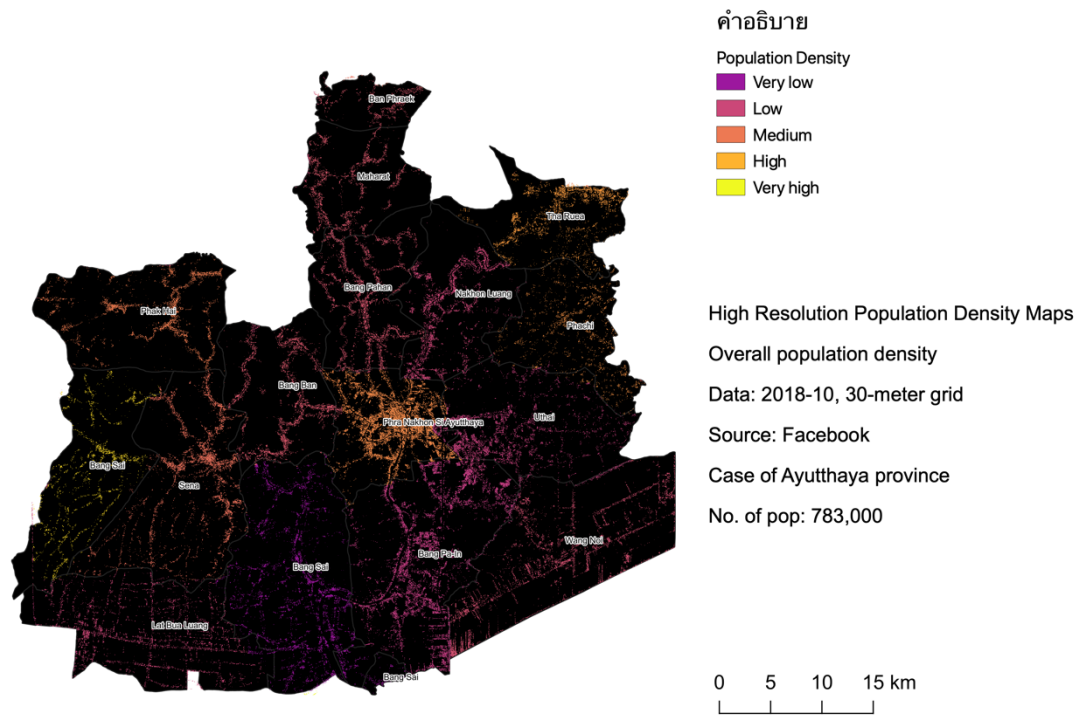 คำอธิบาย
Population Density
Very low
Low
Medium
High
Very high
Ban Phraek
Maharat
Tha Ruea
Bang Pahan
Nakhon Luang
Phak Hai
Phachi
Bang Ban
Phra Nakhon Si Ayutthaya
Uthai
Bang Sai
Sena
Wang Noi
Bang Pa-In
Bang Sai
Lat Bua Luang
Bang Sai
High Resolution Population Density Maps
Overall population density
Data: 2018-10, 30-meter grid
Source: Facebook
Case of Ayutthaya province
No. of pop: 783,000
0 5 10 15 km